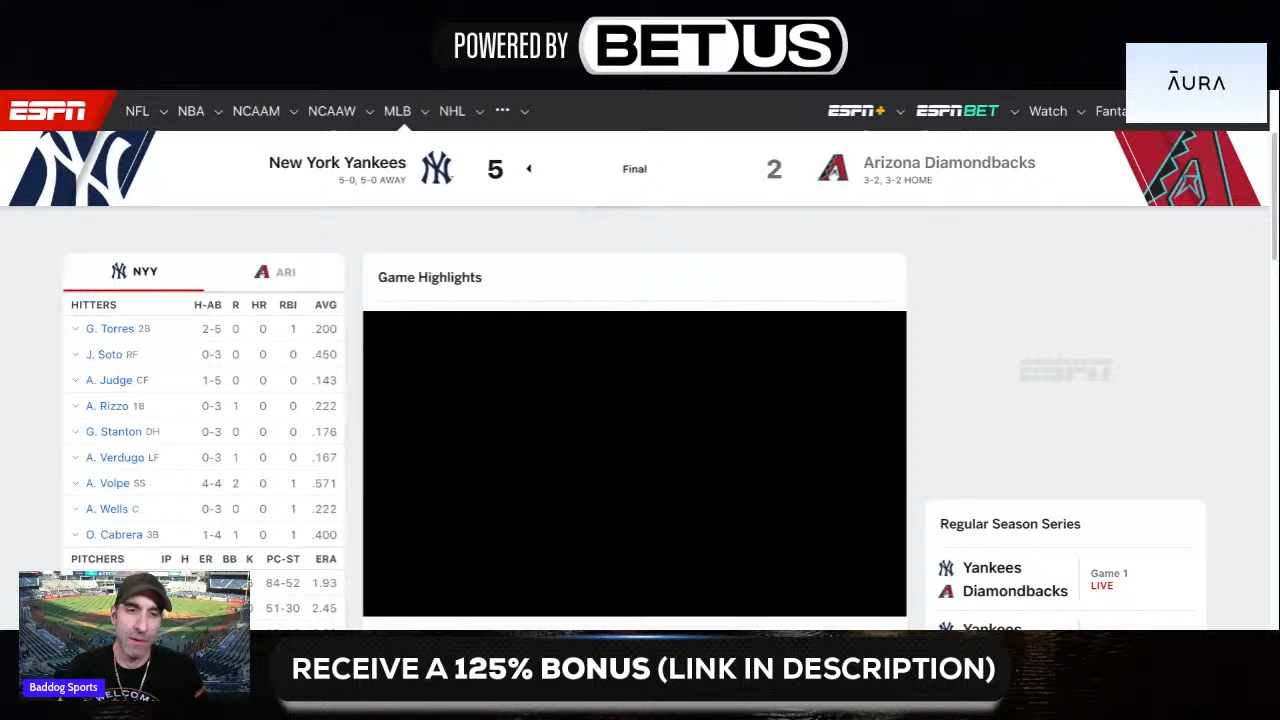 POWERED BY BET US
ĀURA
ESPN NFL NBA NCAAM NCAAW MLB NHL ••• ESPN+ ESPN BET Watch Fanta
New York Yankees 5 Final 2 Arizona Diamondbacks
5-0, 5-0 AWAY 3-2, 3-2 HOME
NYY ARI
HITTERS H-AB R HR RBI AVG
G. Torres 2B 2-5 0 0 1 .200
J. Soto RF 0-3 0 0 0 .450
A. Judge CF 1-5 0 0 0 .143
A. Rizzo 1B 0-3 1 0 0 .222
G. Stanton DH 0-3 0 0 0 .176
A. Verdugo LF 0-3 1 0 0 .167
A. Volpe SS 4-4 2 0 1 .571
A. Wells C 0-3 0 0 1 .222
O. Cabrera 3B 1-4 1 0 1 .400
PITCHERS IP H ER BB K PC-ST ERA
84-52 1.93
51-30 2.45
Game Highlights
ESPN
Regular Season Series
Yankees
Diamondbacks
Game 1
LIVE
Yankees
WELCOM
Baddog Sports
RECEIVE A 125% BONUS (LINK IN DESCRIPTION)